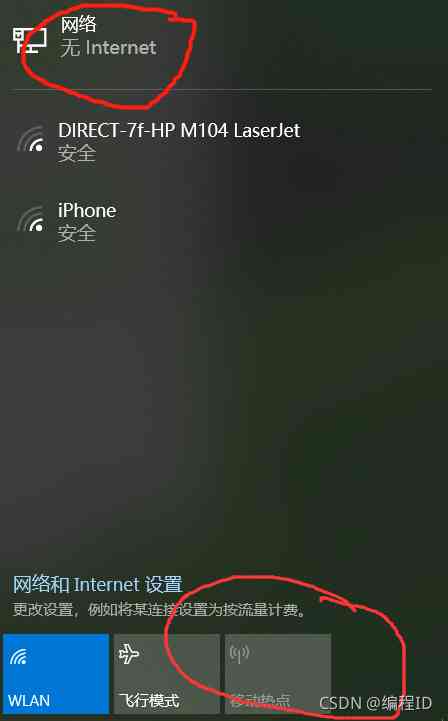 网络
无 Internet
DIRECT-7f-HP M104 LaserJet
安全
iPhone
安全
网络和 Internet 设置
更改设置，例如将某连接设置为按流量计费。
WLAN
飞行模式
移动热点
CSDN @编程ID